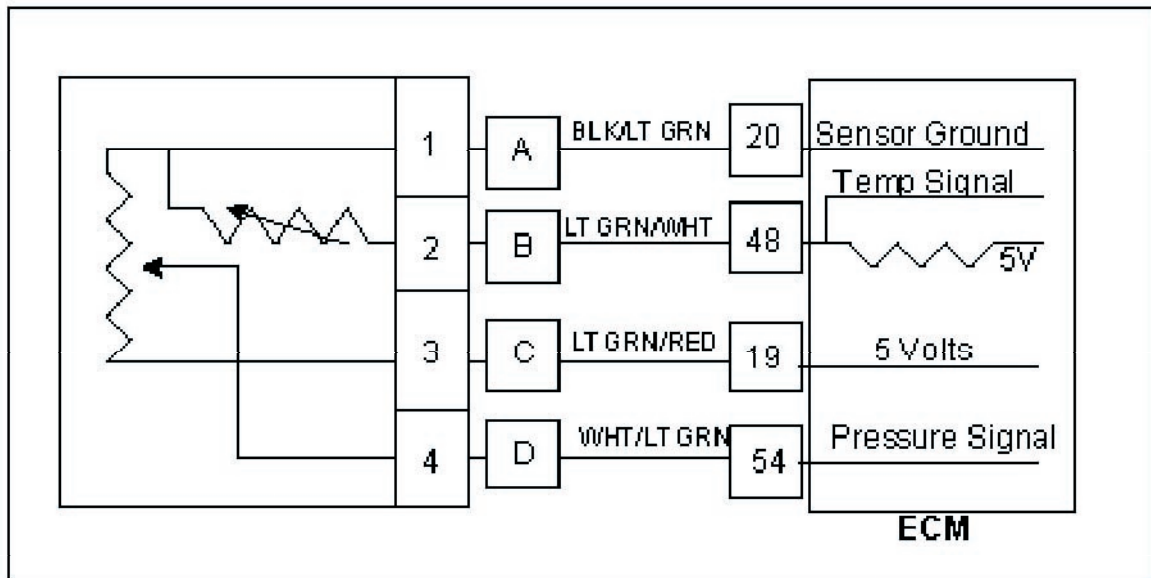 1 A BLK/LT GRN 20 Sensor Ground
Temp Signal
2 B LT GRN/WHT 48 5V
3 C LT GRN/RED 19 5 Volts
4 D WHT/LT GRN 54 Pressure Signal
ECM